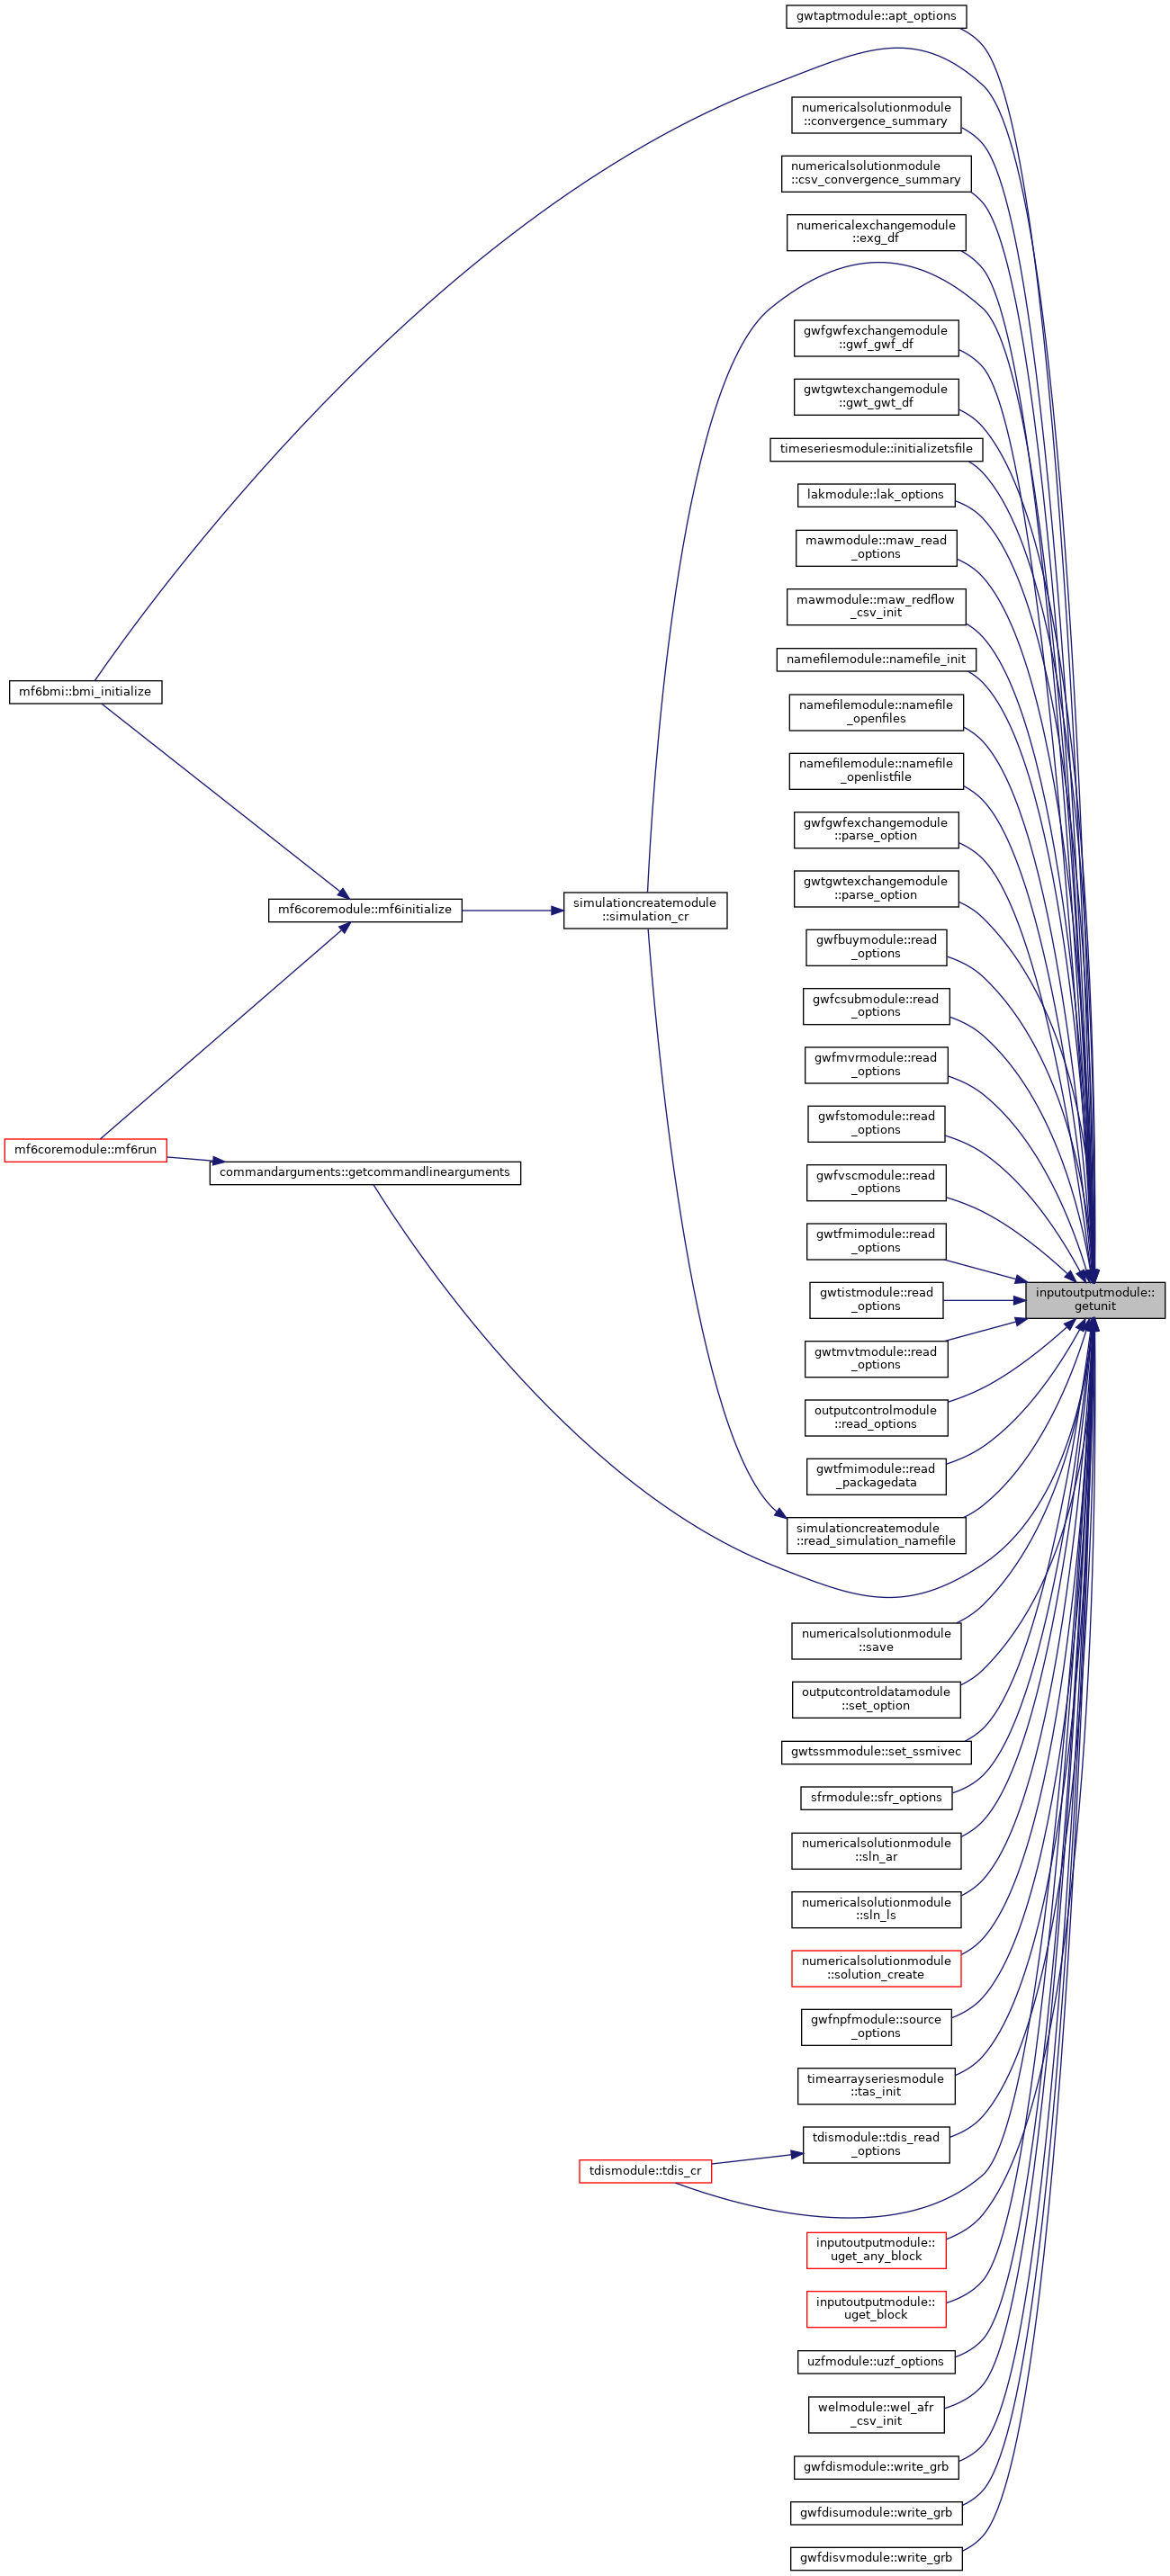 gwtaptmodule::apt_options
numericalsolutionmodule
::convergence_summary
numericalsolutionmodule
::csv_convergence_summary
numericalexchangemodule
::exg_df
gwfgwfexchangemodule
::gwf_gwf_df
gwtgwtexchangemodule
::gwt_gwt_df
timeseriesmodule::initializetsfile
lakmodule::lak_options
mawmodule::maw_read
_options
mawmodule::maw_redflow
_csv_init
namefilemodule::namefile_init
mf6bmi::bmi_initialize
namefilemodule::namefile
_openfiles
namefilemodule::namefile
_openlistfile
gwfgwfexchangemodule
::parse_option
gwtgwtexchangemodule
::parse_option
mf6coremodule::mf6initialize
simulationcreatemodule
::simulation_cr
gwfbuymodule::read
_options
gwfcsubmodule::read
_options
gwfmvrmodule::read
_options
gwfstomodule::read
_options
mf6coremodule::mf6run
commandarguments::getcommandlinearguments
gwfvscmodule::read
_options
gwtfmimodule::read
_options
gwtistmodule::read
_options
inputoutputmodule::
getunit
gwtmvtmodule::read
_options
outputcontrolmodule
::read_options
gwtfmimodule::read
_packagedata
simulationcreatemodule
::read_simulation_namefile
numericalsolutionmodule
::save
outputcontroldatamodule
::set_option
gwtssmmodule::set_ssmivec
sfrmodule::sfr_options
numericalsolutionmodule
::sln_ar
numericalsolutionmodule
::sln_ls
numericalsolutionmodule
::solution_create
gwfnpfmodule::source
_options
timearrayseriesmodule
::tas_init
tdismodule::tdis_read
_options
tdismodule::tdis_cr
inputoutputmodule::
uget_any_block
inputoutputmodule::
uget_block
uzfmodule::uzf_options
welmodule::wel_afr
_csv_init
gwfdismodule::write_grb
gwfdisumodule::write_grb
gwfdisvmodule::write_grb